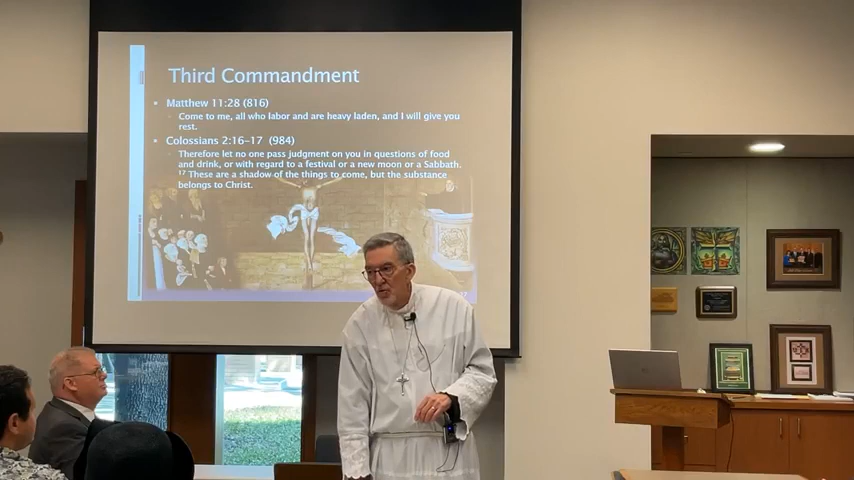 Third Commandment
Matthew 11:28 (816)
Come to me, all who labor and are heavy laden, and I will give you
rest.
Colossians 2:16-17 (984)
Therefore let no one pass judgment on you in questions of food
and drink, or with regard to a festival or a new moon or a Sabbath.
17 These are a shadow of the things to come, but the substance
belongs to Christ.